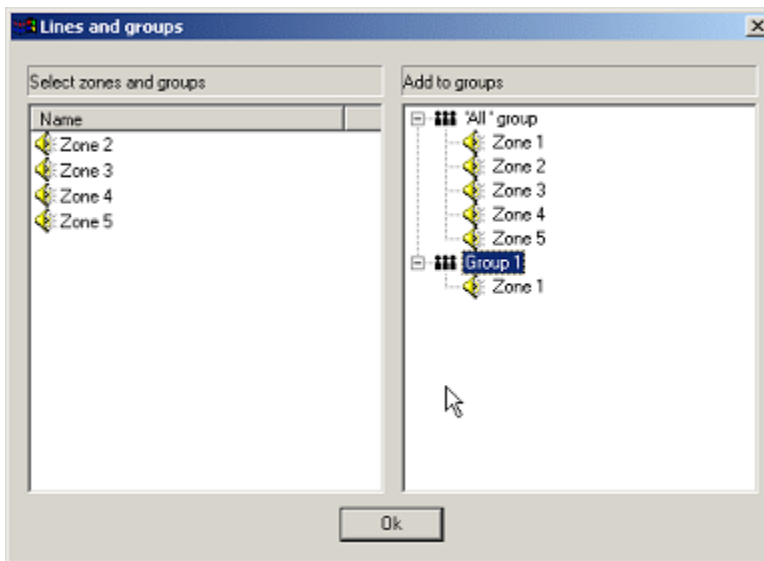 Lines and groups
Select zones and groups
Name
Zone 2
Zone 3
Zone 4
Zone 5
Add to groups
"All" group
Zone 1
Zone 2
Zone 3
Zone 4
Zone 5
Group 1
Zone 1
Ok